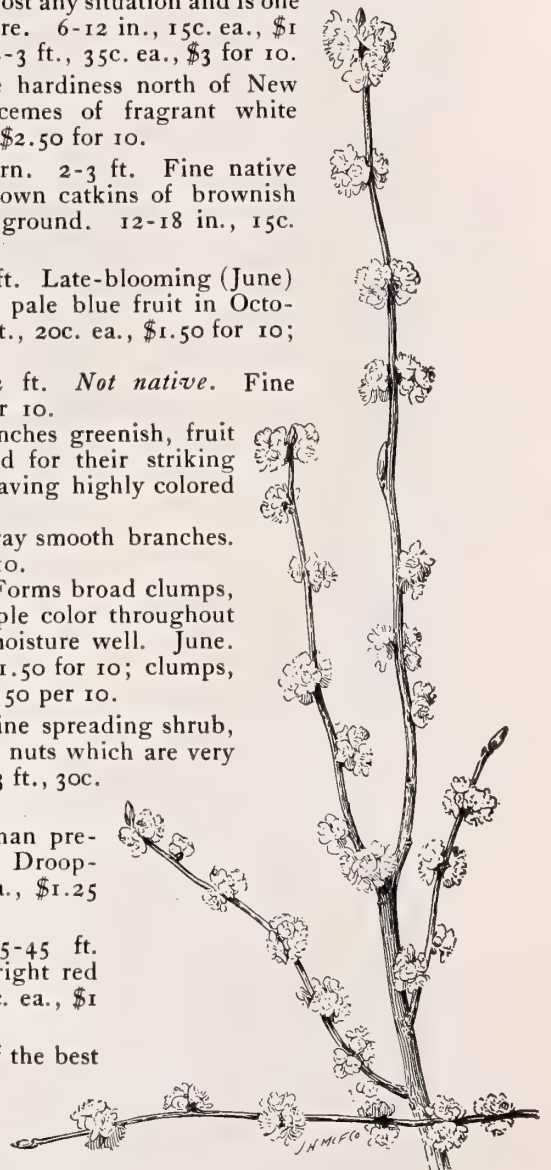 ost any situation and is one
re. 6-12 in., 15c. ea., $1
-3 ft., 35c. ea., $3 for 10.
hardiness north of New
cemes of fragrant white
$2.50 for 10.
rn. 2-3 ft. Fine native
own catkins of brownish
ground. 12-18 in., 15c.
ft. Late-blooming (June)
pale blue fruit in Octo-
t., 20c. ea., $1.50 for 10;
ft. Not native. Fine
r 10.
nches greenish, fruit
d for their striking
aving highly colored
ay smooth branches.
10.
Forms broad clumps,
ple color throughout
moisture well. June.
1.50 for 10; clumps,
50 per 10.
ine spreading shrub,
nuts which are very
3 ft., 30c.
nan pre-
Droop-
a., $1.25
5-45 ft.
right red
c. ea., $1
f the best
J H McF Co